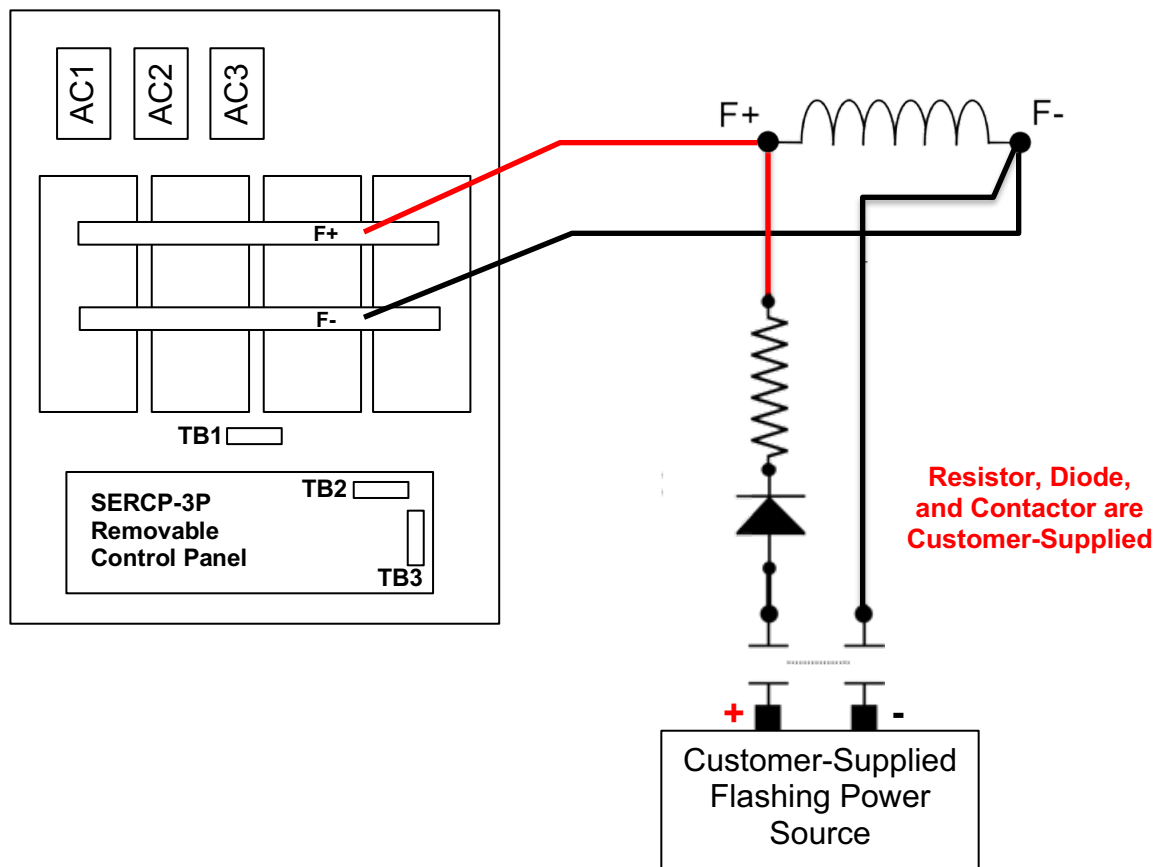 AC1
AC2
AC3
F+
F-
F+
F-
TB1
SERCP-3P
Removable
Control Panel
TB2
TB3
Resistor, Diode,
and Contactor are
Customer-Supplied
+
-
Customer-Supplied
Flashing Power
Source